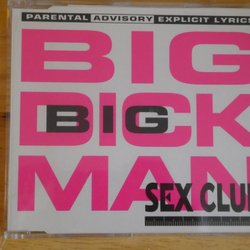 PARENTAL ADVISORY EXPLICIT LYRICS
BIG
DICK
BIG
MAN
SEX CLUB